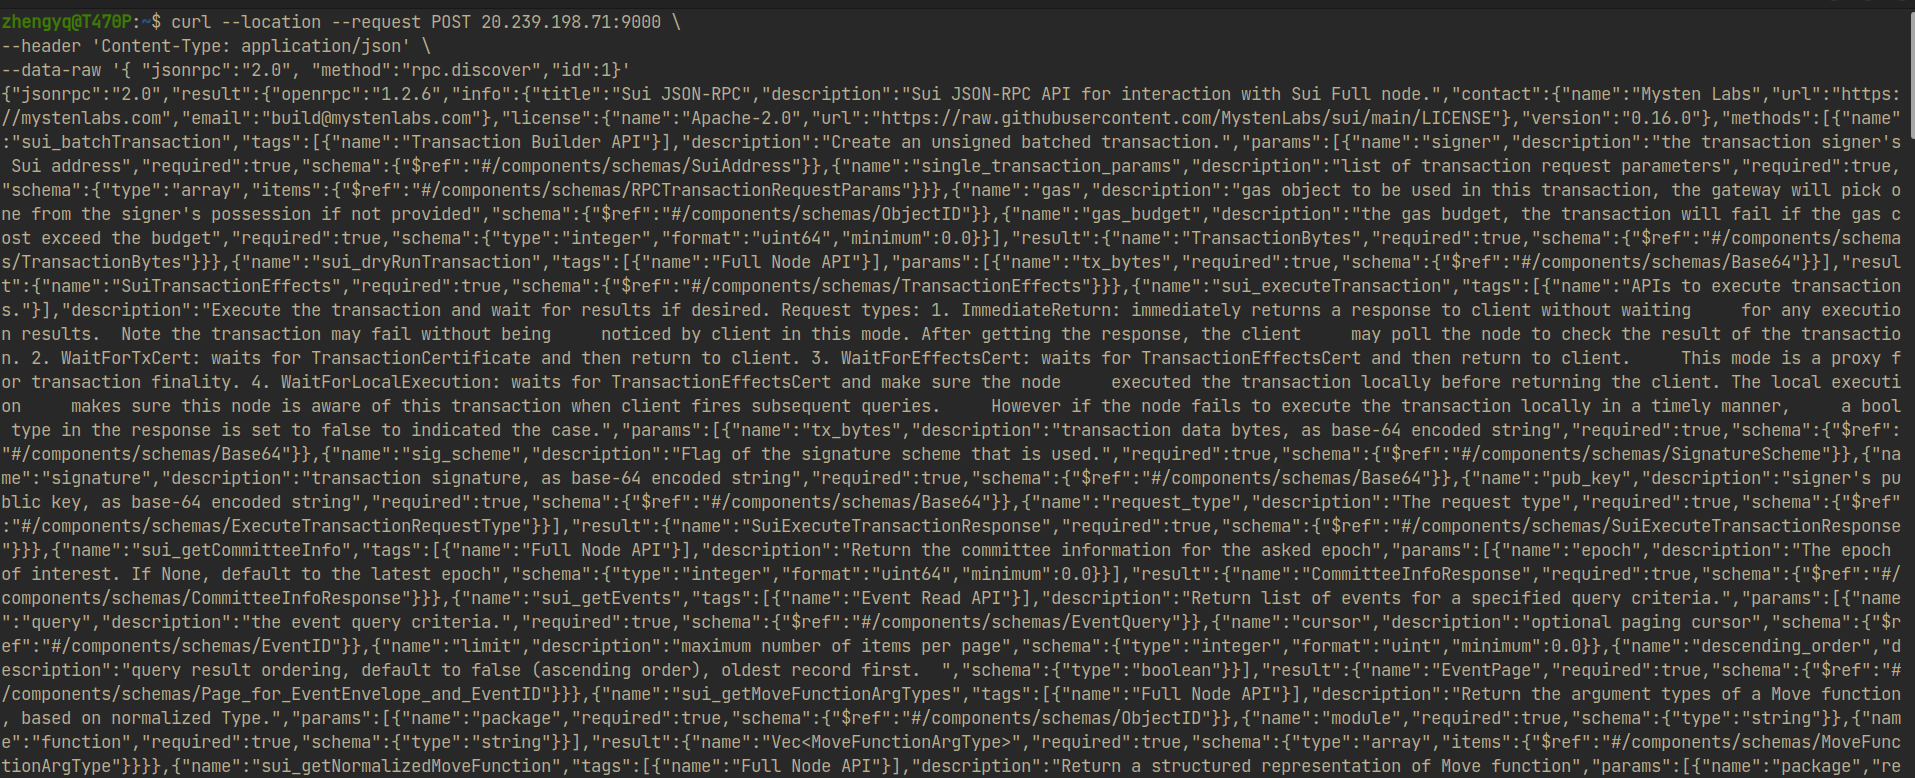 zhengyq@T470P:~$ curl --location --request POST 20.239.198.71:9000 \
--header 'Content-Type: application/json' \
--data-raw '{ "jsonrpc":"2.0", "method":"rpc.discover","id":1}'
{"jsonrpc":"2.0","result":{"openrpc":"1.2.6","info":{"title":"Sui JSON-RPC","description":"Sui JSON-RPC API for interaction with Sui Full node.","contact":{"name":"Mysten Labs","url":"https:
//mystenlabs.com","email":"build@mystenlabs.com"},"license":{"name":"Apache-2.0","url":"https://raw.githubusercontent.com/MystenLabs/sui/main/LICENSE"},"version":"0.16.0"},"methods":[{"name"
:"sui_batchTransaction","tags":[{"name":"Transaction Builder API"}],"description":"Create an unsigned batched transaction.","params":[{"name":"signer","description":"the transaction signer's
 Sui address","required":true,"schema":{"$ref":"#/components/schemas/SuiAddress"}},{"name":"single_transaction_params","description":"list of transaction request parameters","required":true,
"schema":{"type":"array","items":{"$ref":"#/components/schemas/RPCTransactionRequestParams"}}},{"name":"gas","description":"gas object to be used in this transaction, the gateway will pick o
ne from the signer's possession if not provided","schema":{"$ref":"#/components/schemas/ObjectID"}},{"name":"gas_budget","description":"the gas budget, the transaction will fail if the gas c
ost exceed the budget","required":true,"schema":{"type":"integer","format":"uint64","minimum":0.0}}],"result":{"name":"TransactionBytes","required":true,"schema":{"$ref":"#/components/schema
s/TransactionBytes"}}},{"name":"sui_dryRunTransaction","tags":[{"name":"Full Node API"}],"params":[{"name":"tx_bytes","required":true,"schema":{"$ref":"#/components/schemas/Base64"}}],"resul
t":{"name":"SuiTransactionEffects","required":true,"schema":{"$ref":"#/components/schemas/TransactionEffects"}}},{"name":"sui_executeTransaction","tags":[{"name":"APIs to execute transaction
s."}],"description":"Execute the transaction and wait for results if desired. Request types: 1. ImmediateReturn: immediately returns a response to client without waiting     for any executio
n results.  Note the transaction may fail without being     noticed by client in this mode. After getting the response, the client     may poll the node to check the result of the transactio
n. 2. WaitForTxCert: waits for TransactionCertificate and then return to client. 3. WaitForEffectsCert: waits for TransactionEffectsCert and then return to client.     This mode is a proxy f
or transaction finality. 4. WaitForLocalExecution: waits for TransactionEffectsCert and make sure the node     executed the transaction locally before returning the client. The local executi
on     makes sure this node is aware of this transaction when client fires subsequent queries.     However if the node fails to execute the transaction locally in a timely manner,     a bool
 type in the response is set to false to indicated the case.","params":[{"name":"tx_bytes","description":"transaction data bytes, as base-64 encoded string","required":true,"schema":{"$ref":
"#/components/schemas/Base64"}},{"name":"sig_scheme","description":"Flag of the signature scheme that is used.","required":true,"schema":{"$ref":"#/components/schemas/SignatureScheme"}},{"na
me":"signature","description":"transaction signature, as base-64 encoded string","required":true,"schema":{"$ref":"#/components/schemas/Base64"}},{"name":"pub_key","description":"signer's pu
blic key, as base-64 encoded string","required":true,"schema":{"$ref":"#/components/schemas/Base64"}},{"name":"request_type","description":"The request type","required":true,"schema":{"$ref"
:"#/components/schemas/ExecuteTransactionRequestType"}}],"result":{"name":"SuiExecuteTransactionResponse","required":true,"schema":{"$ref":"#/components/schemas/SuiExecuteTransactionResponse
"}}},{"name":"sui_getCommitteeInfo","tags":[{"name":"Full Node API"}],"description":"Return the committee information for the asked epoch","params":[{"name":"epoch","description":"The epoch 
of interest. If None, default to the latest epoch","schema":{"type":"integer","format":"uint64","minimum":0.0}}],"result":{"name":"CommitteeInfoResponse","required":true,"schema":{"$ref":"#/
components/schemas/CommitteeInfoResponse"}}},{"name":"sui_getEvents","tags":[{"name":"Event Read API"}],"description":"Return list of events for a specified query criteria.","params":[{"name
":"query","description":"the event query criteria.","required":true,"schema":{"$ref":"#/components/schemas/EventQuery"}},{"name":"cursor","description":"optional paging cursor","schema":{"$r
ef":"#/components/schemas/EventID"}},{"name":"limit","description":"maximum number of items per page","schema":{"type":"integer","format":"uint","minimum":0.0}},{"name":"descending_order","d
escription":"query result ordering, default to false (ascending order), oldest record first.  ","schema":{"type":"boolean"}}],"result":{"name":"EventPage","required":true,"schema":{"$ref":"#
/components/schemas/Page_for_EventEnvelope_and_EventID"}}},{"name":"sui_getMoveFunctionArgTypes","tags":[{"name":"Full Node API"}],"description":"Return the argument types of a Move function
, based on normalized Type.","params":[{"name":"package","required":true,"schema":{"$ref":"#/components/schemas/ObjectID"}},{"name":"module","required":true,"schema":{"type":"string"}},{"nam
e":"function","required":true,"schema":{"type":"string"}}],"result":{"name":"Vec<MoveFunctionArgType>","required":true,"schema":{"type":"array","items":{"$ref":"#/components/schemas/MoveFunc
tionArgType"}}}},{"name":"sui_getNormalizedMoveFunction","tags":[{"name":"Full Node API"}],"description":"Return a structured representation of Move function","params":[{"name":"package","re